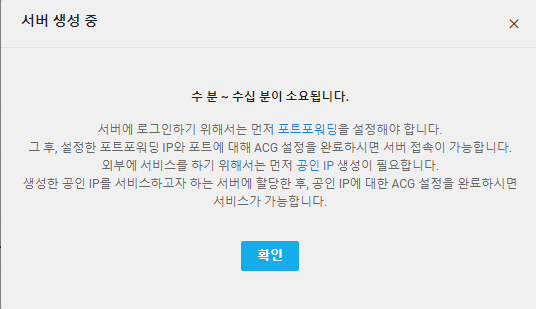 서버 생성 중
×
수 분 ~ 수십 분이 소요됩니다.
서버에 로그인하기 위해서는 먼저 포트포워딩을 설정해야 합니다.
그 후, 설정한 포트포워딩 IP와 포트에 대해 ACG 설정을 완료하시면 서버 접속이 가능합니다.
외부에 서비스를 하기 위해서는 먼저 공인 IP 생성이 필요합니다.
생성한 공인 IP를 서비스하고자 하는 서버에 할당한 후, 공인 IP에 대한 ACG 설정을 완료하시면
서비스가 가능합니다.
확인